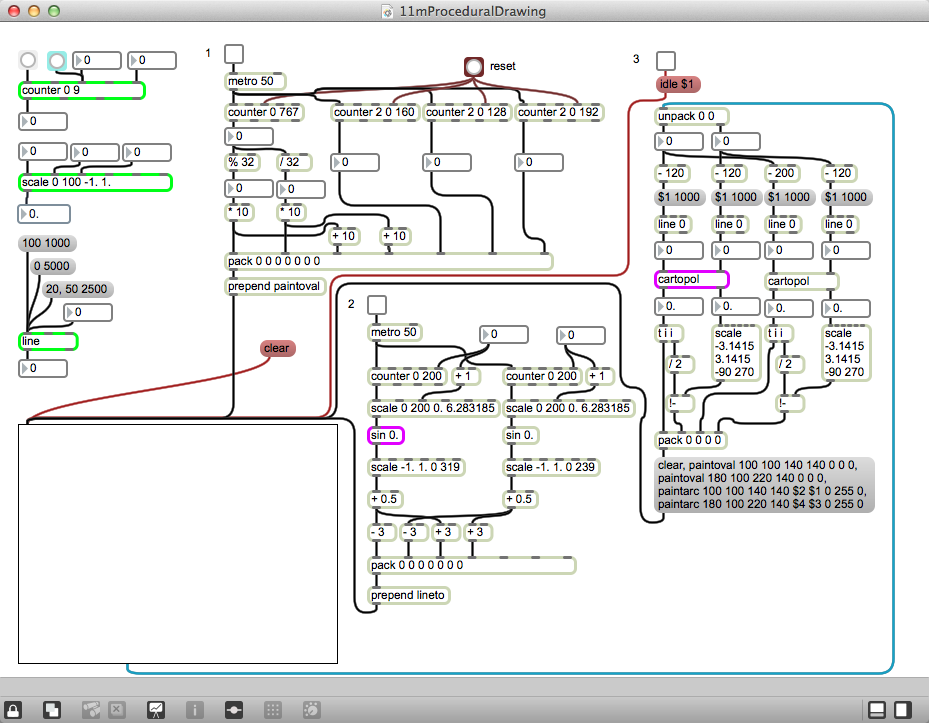 11mProceduralDrawing
0
0
counter 0 9
0
0
0
0
scale 0 100 -1. 1.
0.
100 1000
0 5000
20, 50 2500
0
line
0
clear
1
metro 50
reset
counter 0 767
counter 2 0 160
counter 2 0 128
counter 2 0 192
0
% 32
/ 32
0
0
0
0
0
* 10
* 10
+ 10
+ 10
pack 0 0 0 0 0 0 0
prepend paintoval
2
metro 50
0
0
counter 0 200
+ 1
counter 0 200
+ 1
scale 0 200 0. 6.283185
scale 0 200 0. 6.283185
sin 0.
sin 0.
scale -1. 1. 0 319
scale -1. 1. 0 239
+ 0.5
+ 0.5
- 3
- 3
+ 3
+ 3
pack 0 0 0 0 0 0 0
prepend lineto
3
idle $1
unpack 0 0
0
0
- 120
- 120
- 200
- 120
$1 1000
$1 1000
$1 1000
$1 1000
line 0
line 0
line 0
line 0
0
0
0
0
cartopol
cartopol
0.
0.
0.
0.
t i i
scale
-3.1415
3.1415
-90 270
t i i
scale
-3.1415
3.1415
-90 270
/ 2
/ 2
!-
!-
pack 0 0 0 0
clear, paintoval 100 100 140 140 0 0 0,
paintoval 180 100 220 140 0 0 0,
paintarc 100 100 140 140 $2 $1 0 255 0,
paintarc 180 100 220 140 $4 $3 0 255 0